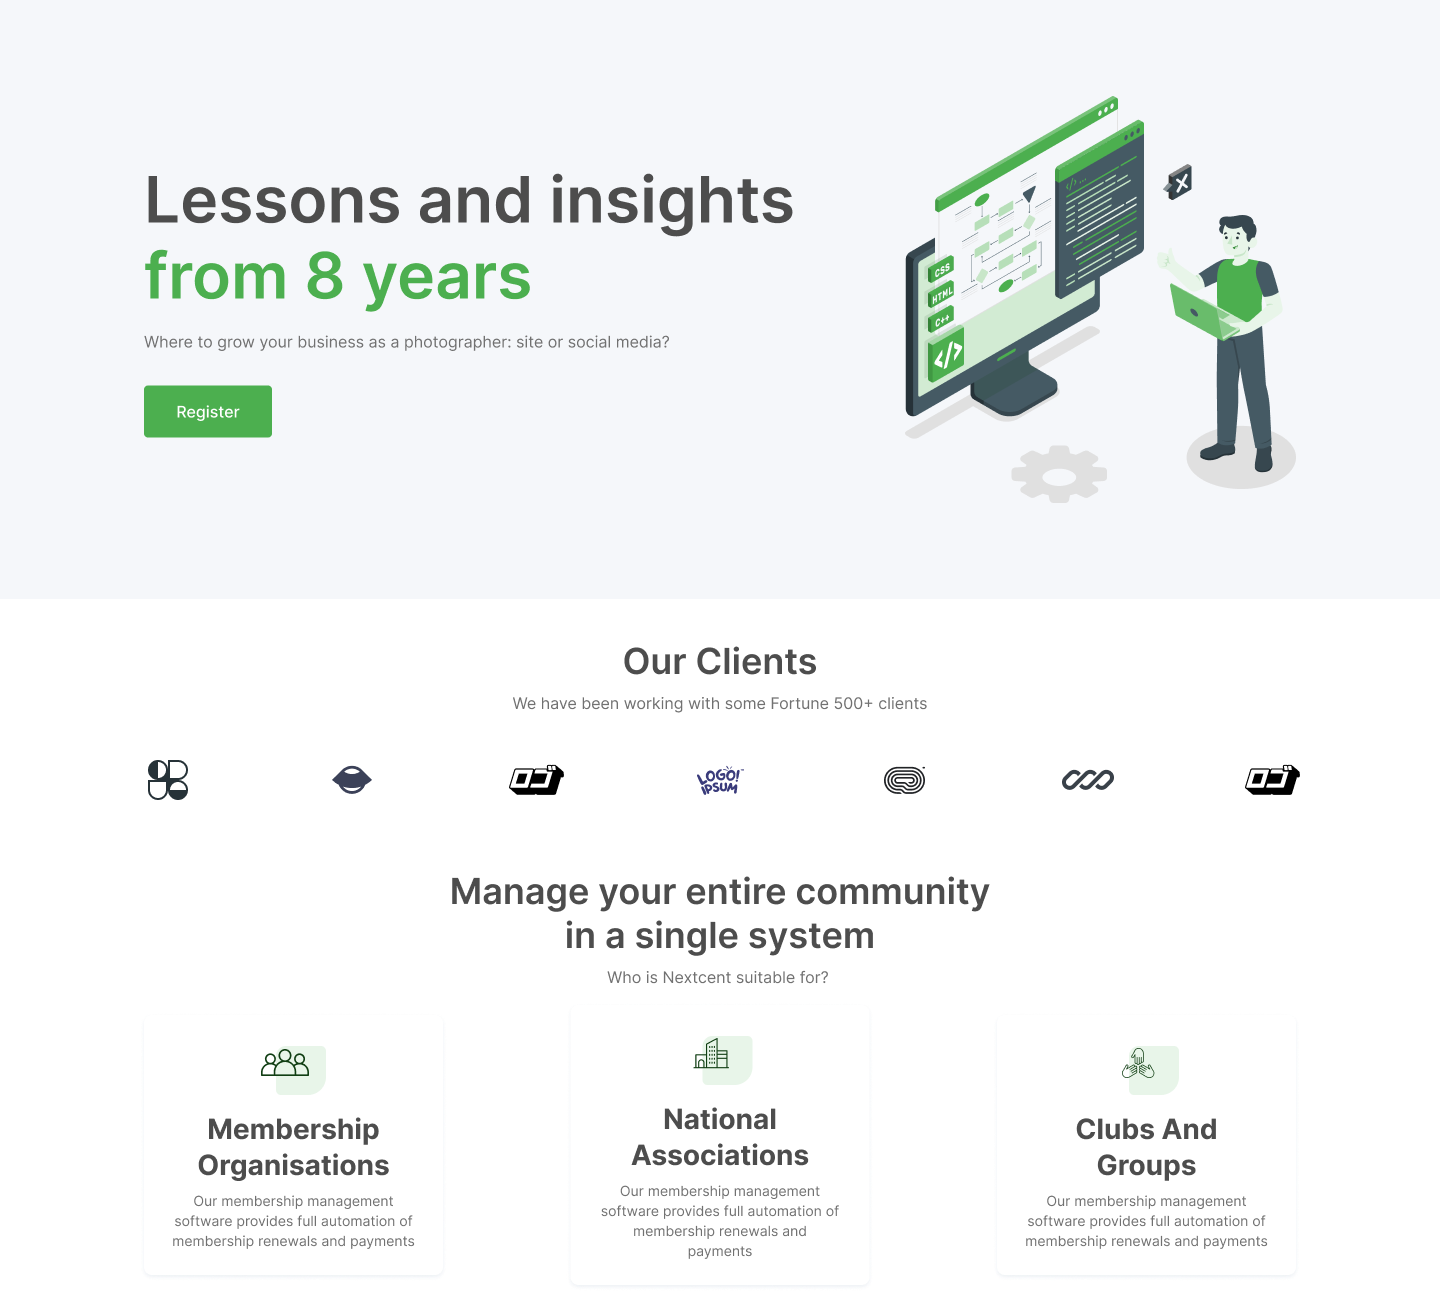 Lessons and insights
from 8 years
Where to grow your business as a photographer: site or social media?
Register
CSS
HTML
C++
</>
</>...
X
Our Clients
We have been working with some Fortune 500+ clients
LOGO!
IPSUM
Manage your entire community
in a single system
Who is Nextcent suitable for?
Membership
Organisations
Our membership management
software provides full automation of
membership renewals and payments
National
Associations
Our membership management
software provides full automation of
membership renewals and
payments
Clubs And
Groups
Our membership management
software provides full automation of
membership renewals and payments